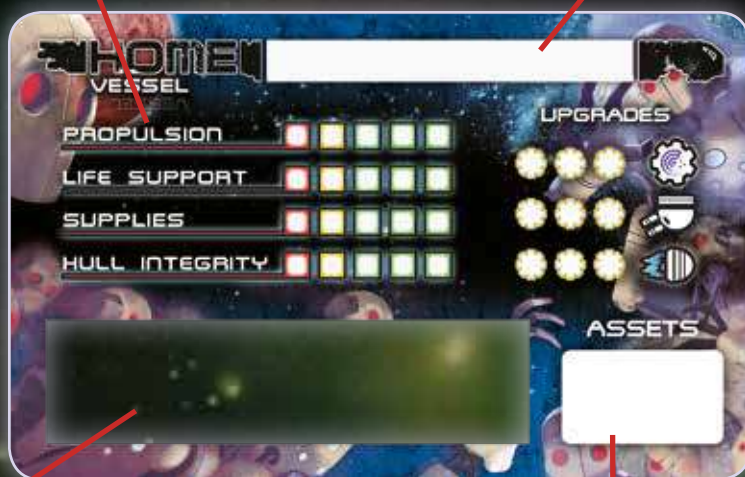 HOME
VESSEL
UPGRADES
PROPULSION
LIFE SUPPORT
SUPPLIES
HULL INTEGRITY
ASSETS